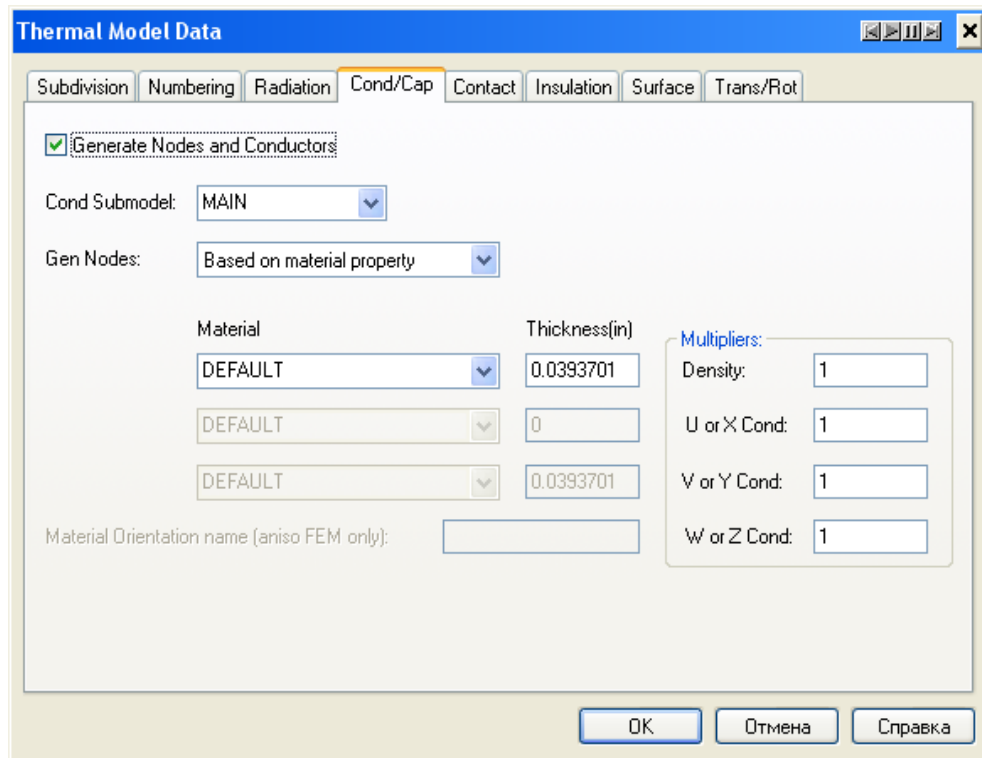 Thermal Model Data
Subdivision Numbering Radiation Cond/Cap Contact Insulation Surface Trans/Rot
Generate Nodes and Conductors
Cond Submodel: MAIN
Gen Nodes: Based on material property
Material Thickness(in) Multipliers:
DEFAULT 0.0393701 Density: 1
DEFAULT 0 U or X Cond: 1
DEFAULT 0.0393701 V or Y Cond: 1
Material Orientation name (aniso FEM only): W or Z Cond: 1
OK Отмена Справка